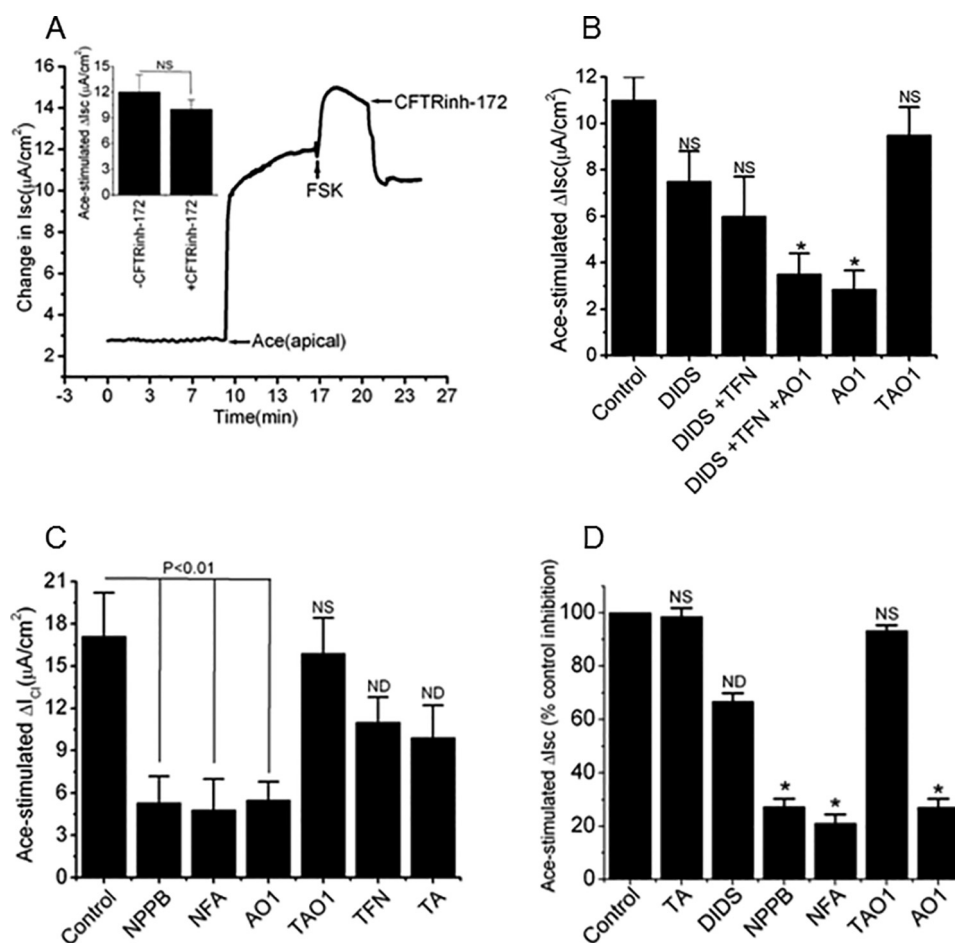 A
Change in Isc(μA/cm²)
16
14
12
10
8
6
4
2
-3
0
3
7
10
13
17
20
23
27
Time(min)
Ace-stimulated ΔIsc (μA/cm²)
15
12
9
6
3
0
NS
-CFTRinh-172
+CFTRinh-172
CFTRinh-172
FSK
Ace(apical)
B
Ace-stimulated ΔIsc(μA/cm²)
12
10
8
6
4
2
0
NS
NS
*
*
NS
Control
DIDS
DIDS +TFN
DIDS +TFN +AO1
AO1
TAO1
C
Ace-stimulated ΔICl(μA/cm²)
21
18
15
12
9
6
3
0
P<0.01
NS
ND
ND
Control
NPPB
NFA
AO1
TAO1
TFN
TA
D
Ace-stimulated ΔIsc (% control inhibition)
100
80
60
40
20
0
NS
ND
*
*
NS
*
Control
TA
DIDS
NPPB
NFA
TAO1
AO1